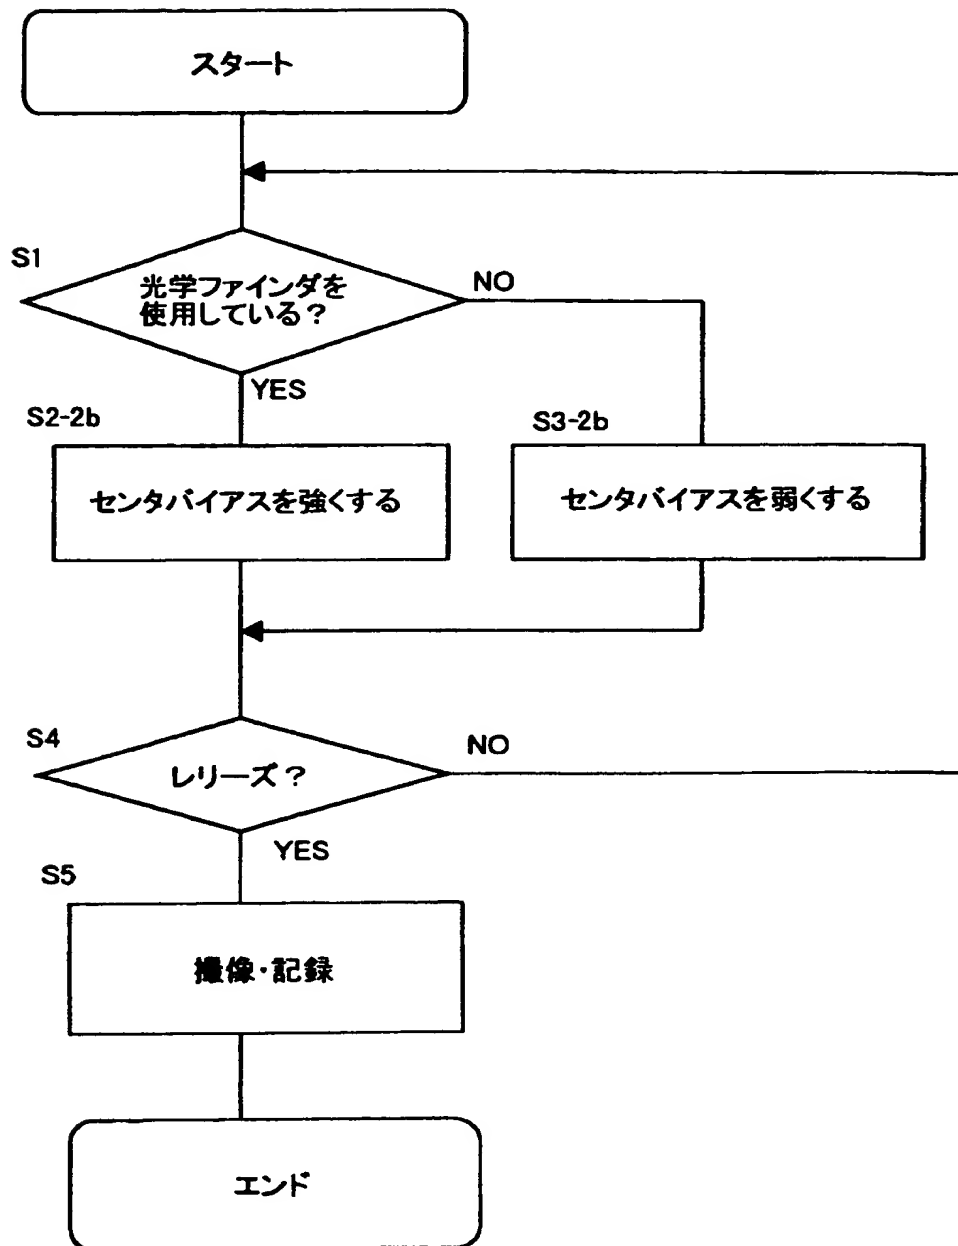 スタート
S1
光学ファインダを
使用している?
NO
YES
S2-2b
センタバイアスを強くする
S3-2b
センタバイアスを弱くする
S4
レリーズ?
NO
YES
S5
撮像・記録
エンド